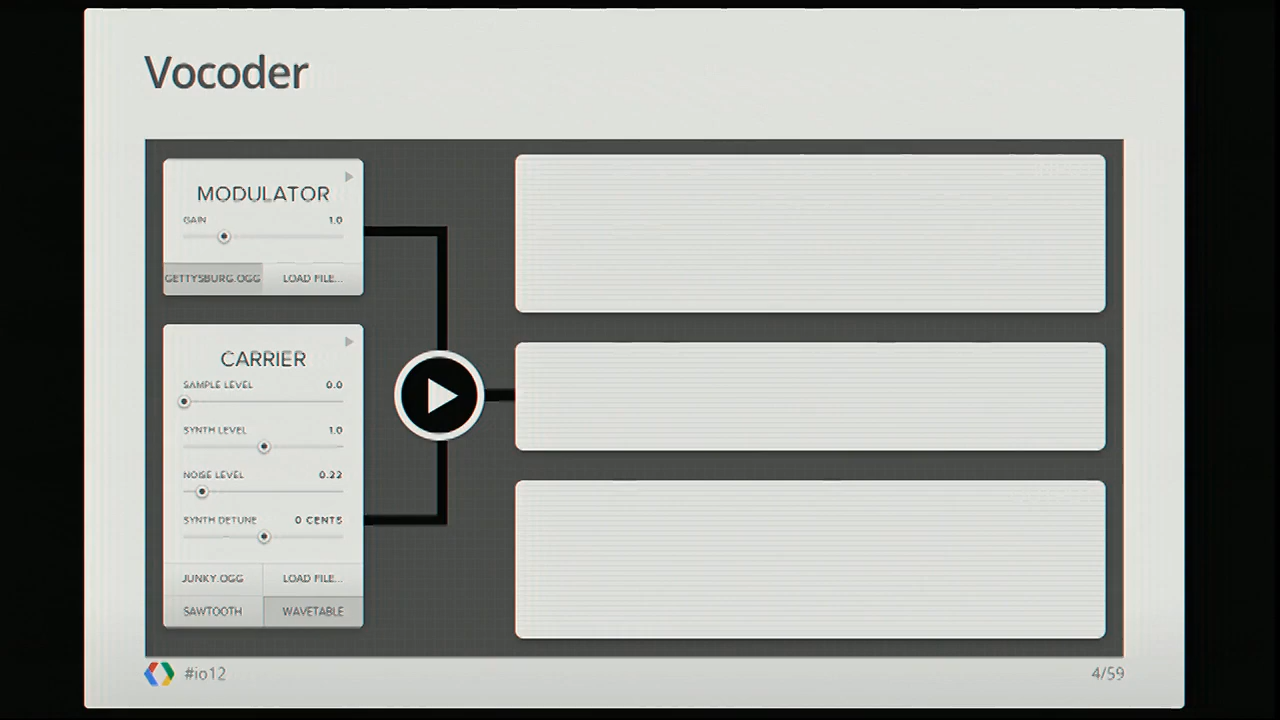 Vocoder
MODULATOR
GAIN 1.0
GETTYSBURG.OGG LOAD FILE...
CARRIER
SAMPLE LEVEL 0.0
SYNTH LEVEL 1.0
NOISE LEVEL 0.22
SYNTH DETUNE 0 CENTS
JUNKY.OGG LOAD FILE...
SAWTOOTH WAVETABLE
#io12 4/59